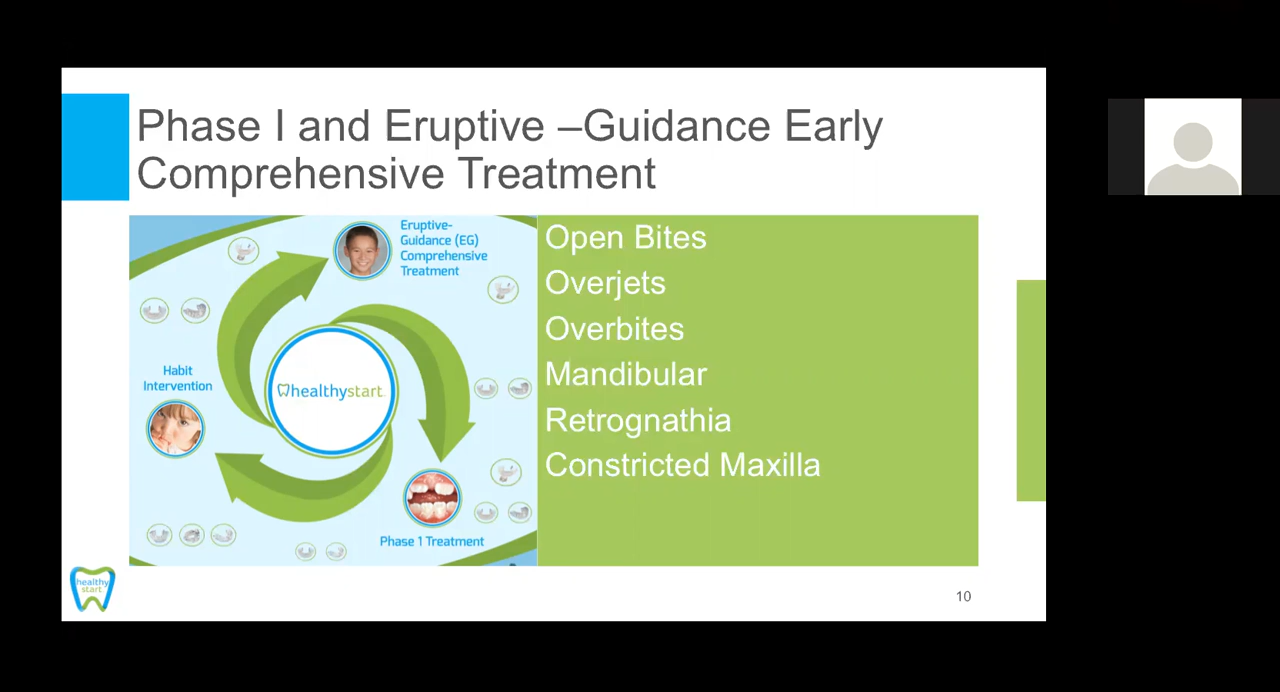 Phase I and Eruptive –Guidance Early
Comprehensive Treatment
Eruptive-
Guidance (EG)
Comprehensive
Treatment
Habit
Intervention
healthystart
Phase 1 Treatment
Open Bites
Overjets
Overbites
Mandibular
Retrognathia
Constricted Maxilla
healthy
start
10